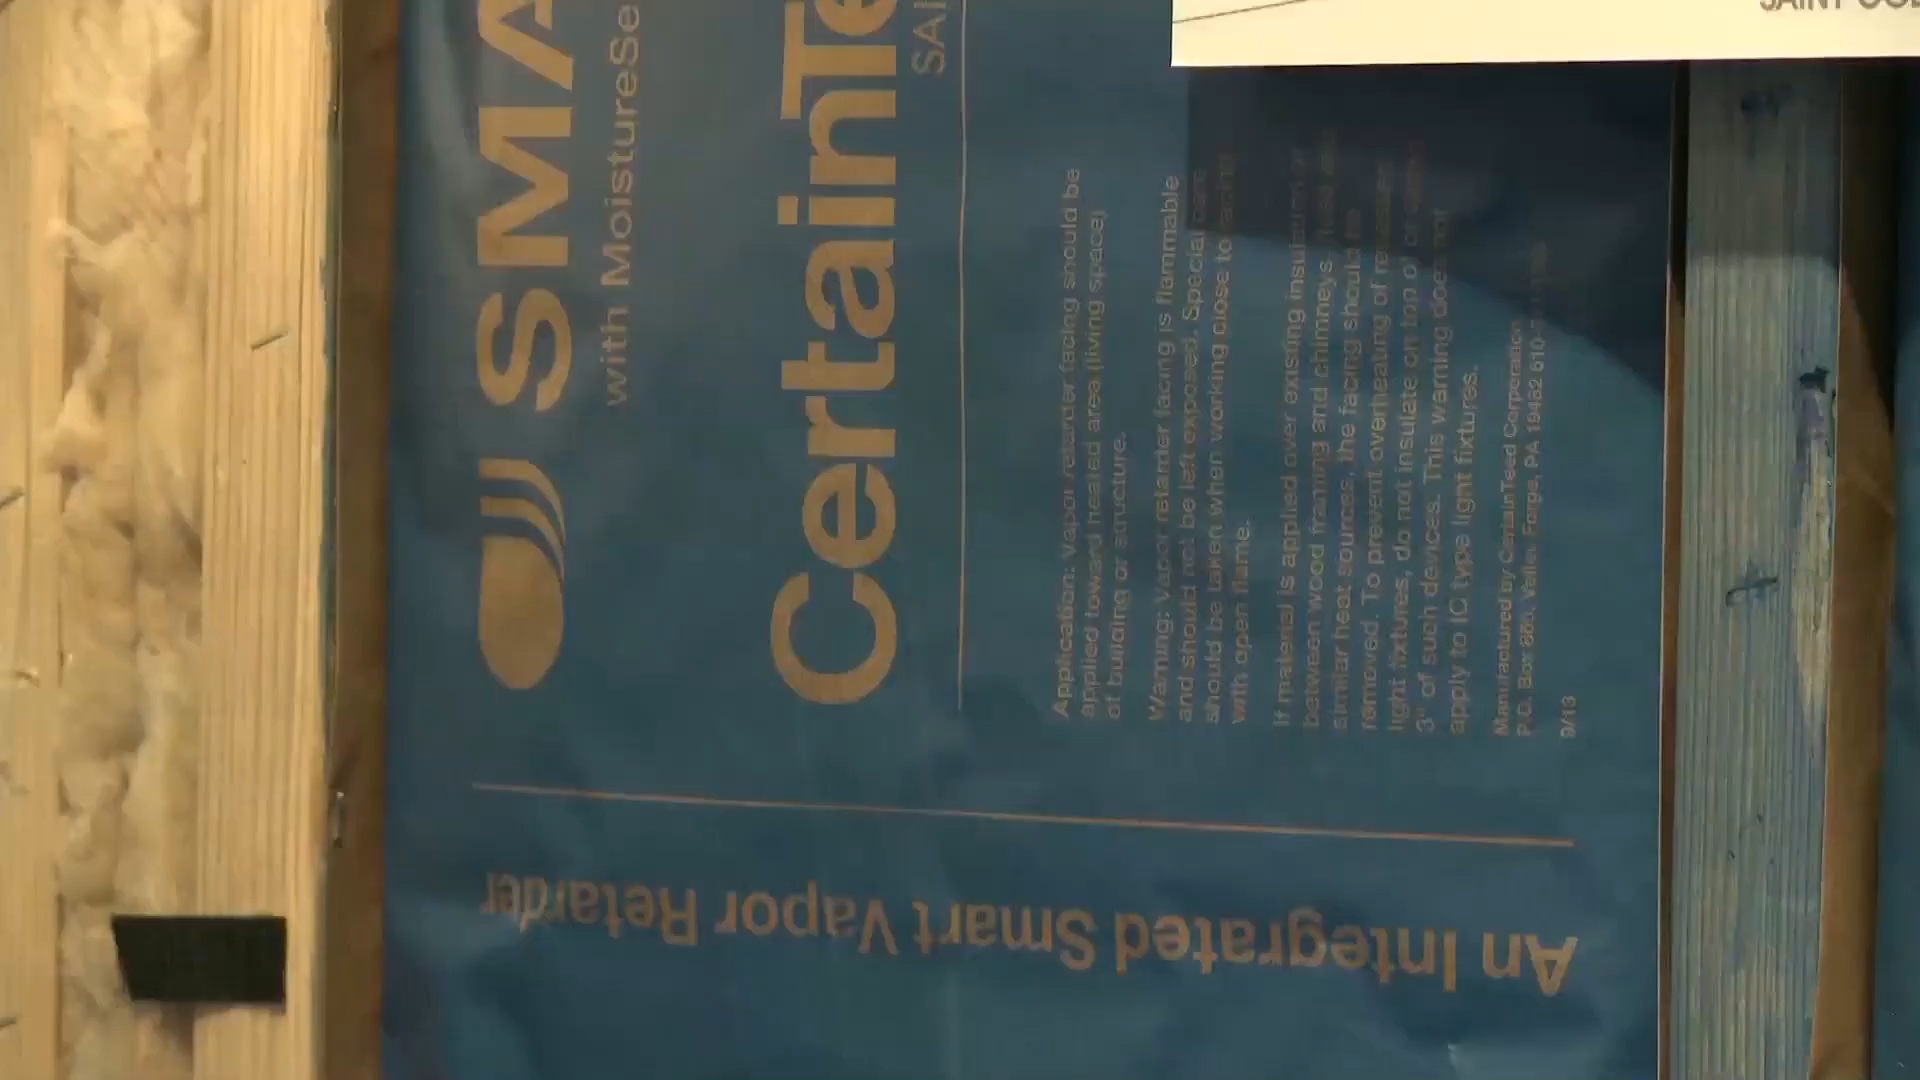 SMA
with MoistureSe
CertainTe
SAI
Application: Vapor retarder facing should be
applied toward heated area (living space)
of building or structure.
Warning: Vapor retarder facing is flammable
and should not be left exposed. Special care
should be taken when working close to facing
with open flame.
If material is applied over existing insulation or
between wood framing and chimneys
similar heat sources, the facing should be
removed. To prevent overheating of recessed
light fixtures, do not insulate on top of or within
3" of such devices. This warning does not
apply to IC type light fixtures.
Manufactured by CertainTeed Corporation
P.O. Box 860, Valley Forge, PA 19482 610-
9/13
An Integrated Smart Vapor Retarder